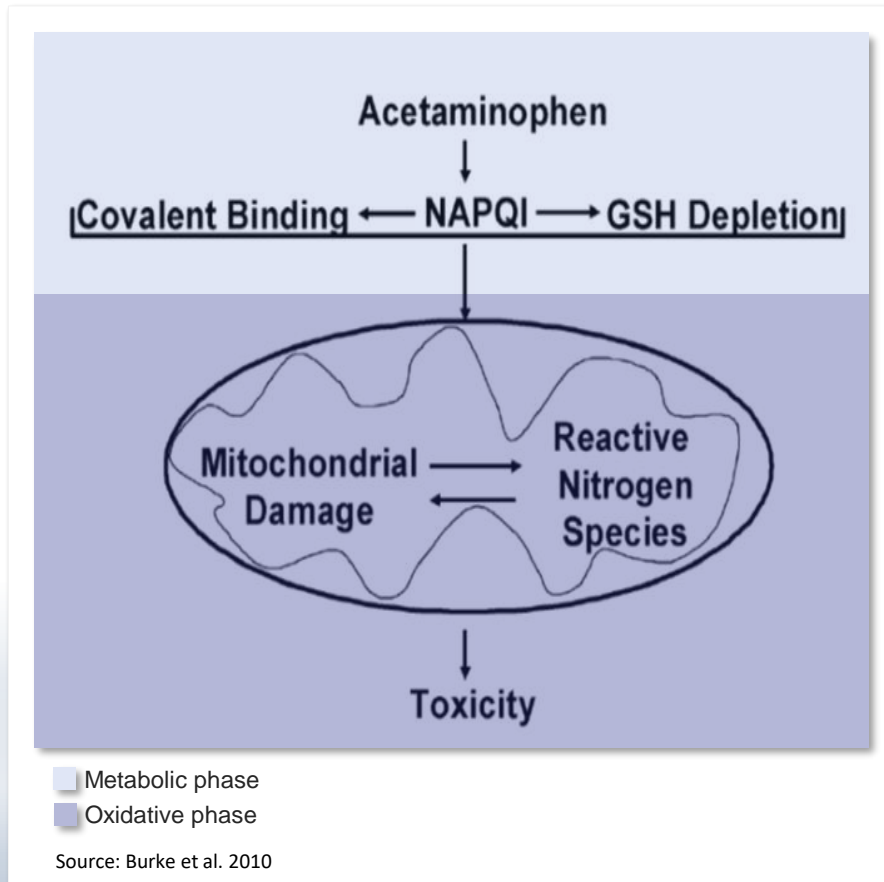 Acetaminophen
Covalent Binding NAPQI GSH Depletion
Mitochondrial
Damage
Reactive
Nitrogen
Species
Toxicity
Metabolic phase
Oxidative phase
Source: Burke et al. 2010